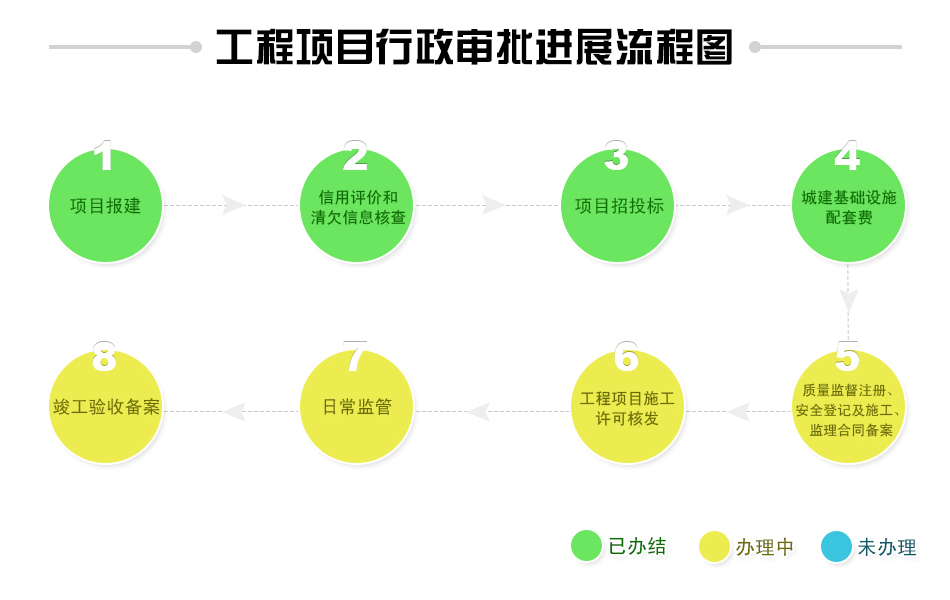 工程项目行政审批进展流程图
1
项目报建
2
信用评价和
清欠信息核查
3
项目招投标
4
城建基础设施
配套费
5
质量监督注册、
安全登记及施工、
监理合同备案
6
工程项目施工
许可核发
7
日常监管
8
竣工验收备案
已办结
办理中
未办理